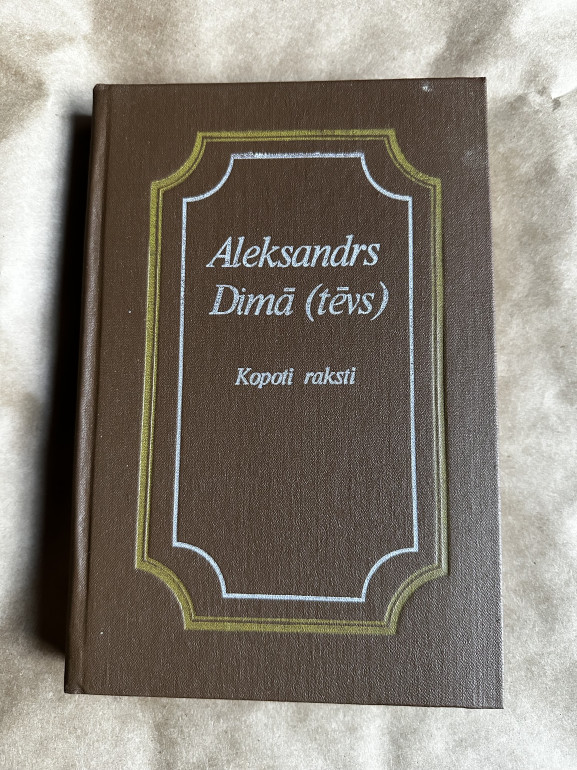 Aleksandrs
Dimā (tēvs)
Kopoti raksti